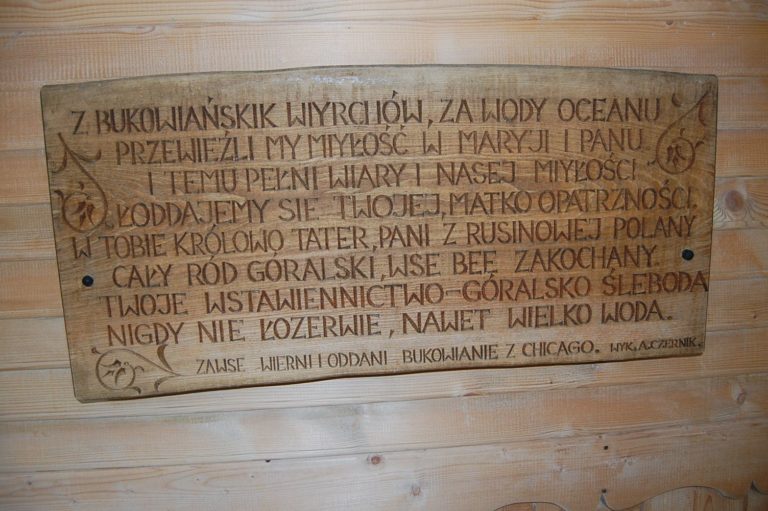 Z BUKOWIAŃSKIK WIYRCHÓW, ZA WODY OCEANU
PRZEWIEŹLI MY MIYŁOŚĆ W MARYJI I PANU
I TEMU PEŁNI WIARY I NASEJ MIYŁOŚCI
ŁODDAJEMY SIE TWOJEJ, MATKO OPATRZNOŚCI.
W TOBIE KRÓLOWO TATER, PANI Z RUSINOWEJ POLANY
CAŁY RÓD GÓRALSKI, WSE BEE ZAKOCHANY.
TWOJE WSTAWIENNICTWO-GÓRALSKO ŚLEBODA
NIGDY NIE ŁOZERWIE, NAWET WIELKO WODA.
ZAWSE WIERNI I ODDANI BUKOWIANIE Z CHICAGO. WYK. A. CZERNIK.